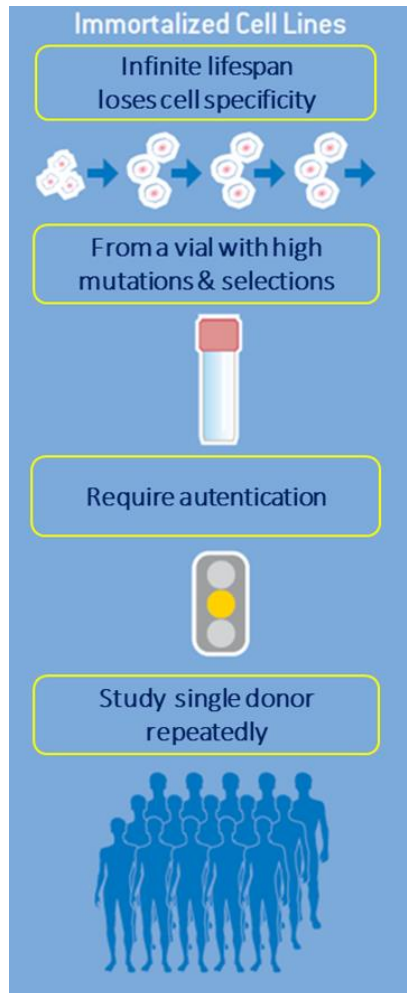 Immortalized Cell Lines
Infinite lifespan
loses cell specificity
From a vial with high
mutations & selections
Require autentication
Study single donor
repeatedly